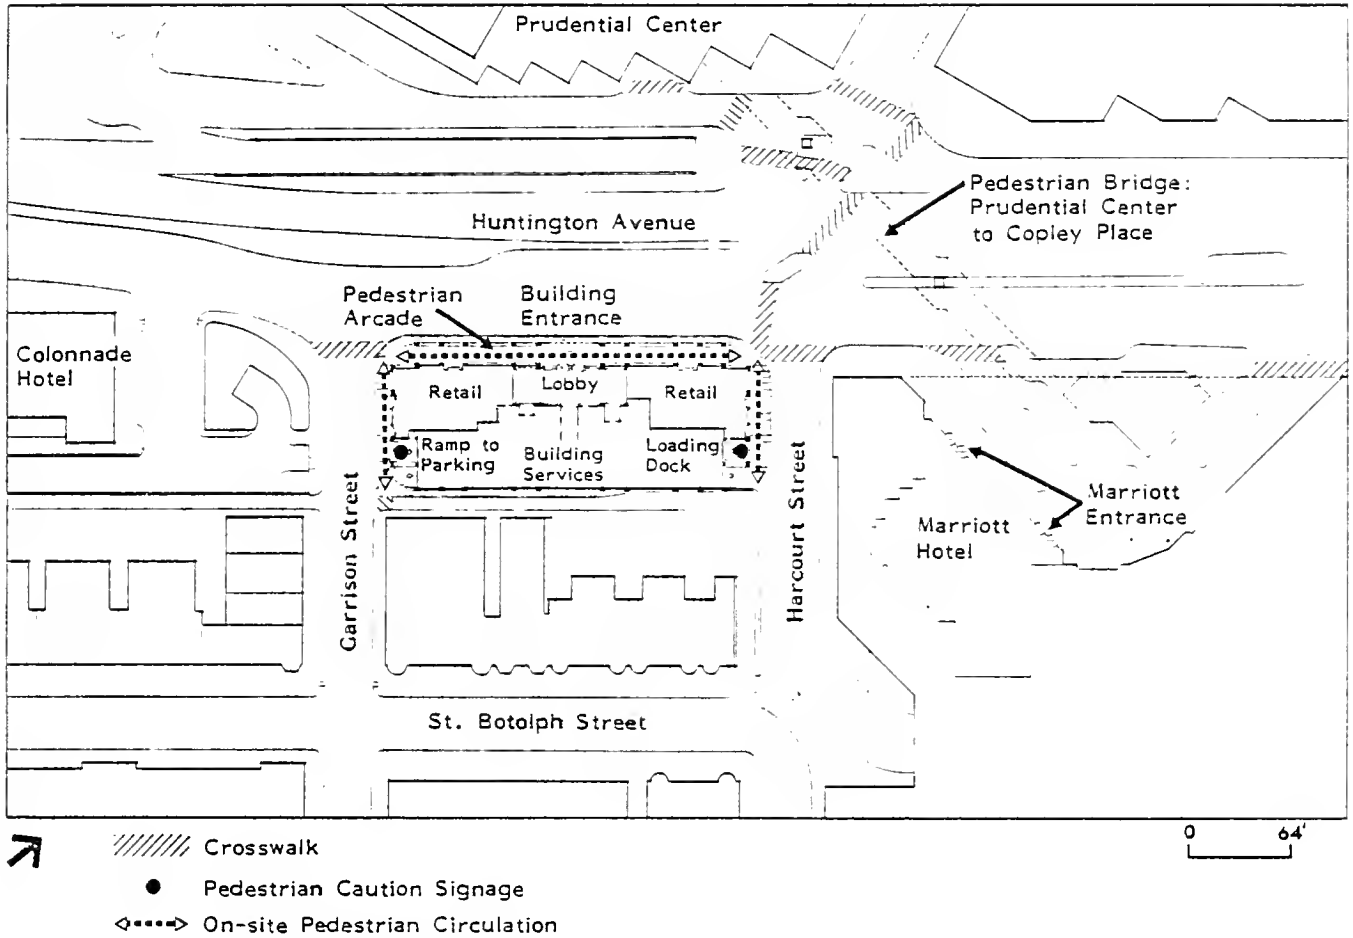 Prudential Center
Pedestrian Bridge:
Prudential Center
to Copley Place
Huntington Avenue
Pedestrian
Arcade
Building
Entrance
Colonnade
Hotel
Retail
Lobby
Retail
Ramp to
Parking
Building
Services
Loading
Dock
Marriott
Entrance
Marriott
Hotel
Garrison Street
Harcourt Street
St. Botolph Street
0 64'
Crosswalk
Pedestrian Caution Signage
On-site Pedestrian Circulation